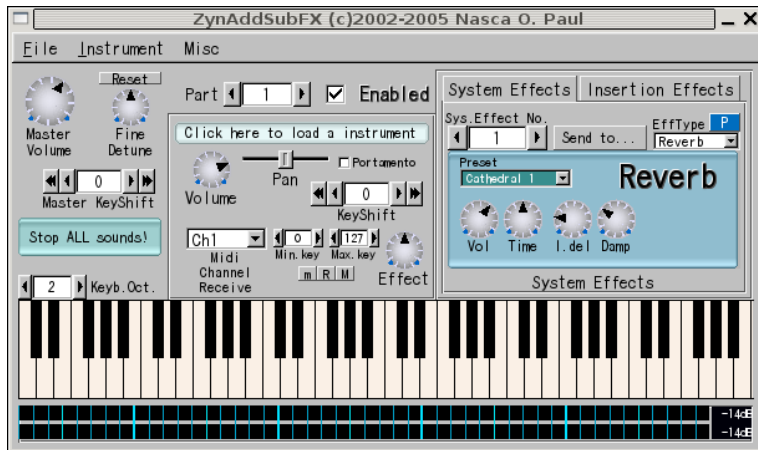 ZynAddSubFX (c)2002-2005 Nasca O. Paul
File Instrument Misc
Reset
Master Volume
Fine Detune
0
Master KeyShift
Stop ALL sounds!
2 Keyb.Oct.
Part 1 Enabled
Click here to load a instrument
Volume
Pan
Portamento
0
KeyShift
Ch1
Midi Channel Receive
0
Min.key
127
Max.key
m R M
Effect
System Effects Insertion Effects
Sys.Effect No.
1
Send to...
EffType P
Reverb
Preset
Cathedral 1
Reverb
Vol Time I.del Damp
System Effects
-14dB
-14dB